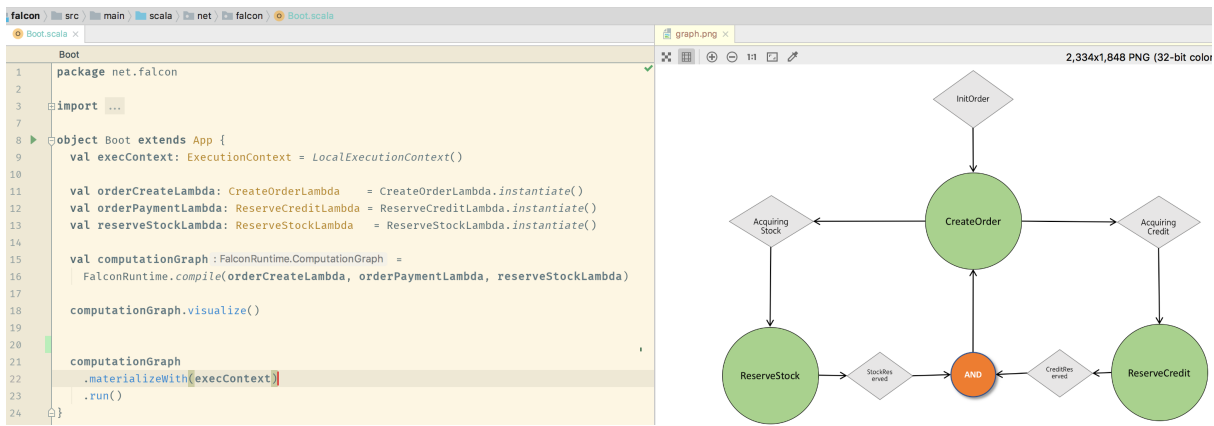 falcon src main scala net falcon Boot.scala
Boot.scala
graph.png
Boot
1:1
2,334x1,848 PNG (32-bit color
1 package net.falcon
2
3 import ...
7
8 object Boot extends App {
9 val execContext: ExecutionContext = LocalExecutionContext()
10
11 val orderCreateLambda: CreateOrderLambda = CreateOrderLambda.instantiate()
12 val orderPaymentLambda: ReserveCreditLambda = ReserveCreditLambda.instantiate()
13 val reserveStockLambda: ReserveStockLambda = ReserveStockLambda.instantiate()
14
15 val computationGraph : FalconRuntime.ComputationGraph =
16 FalconRuntime.compile(orderCreateLambda, orderPaymentLambda, reserveStockLambda)
17
18 computationGraph.visualize()
19
20
21 computationGraph
22 .materializeWith(execContext)
23 .run()
24 }
InitOrder
Acquiring
Stock
CreateOrder
Acquiring
Credit
ReserveStock
StockRes
erved
AND
CreditRes
erved
ReserveCredit